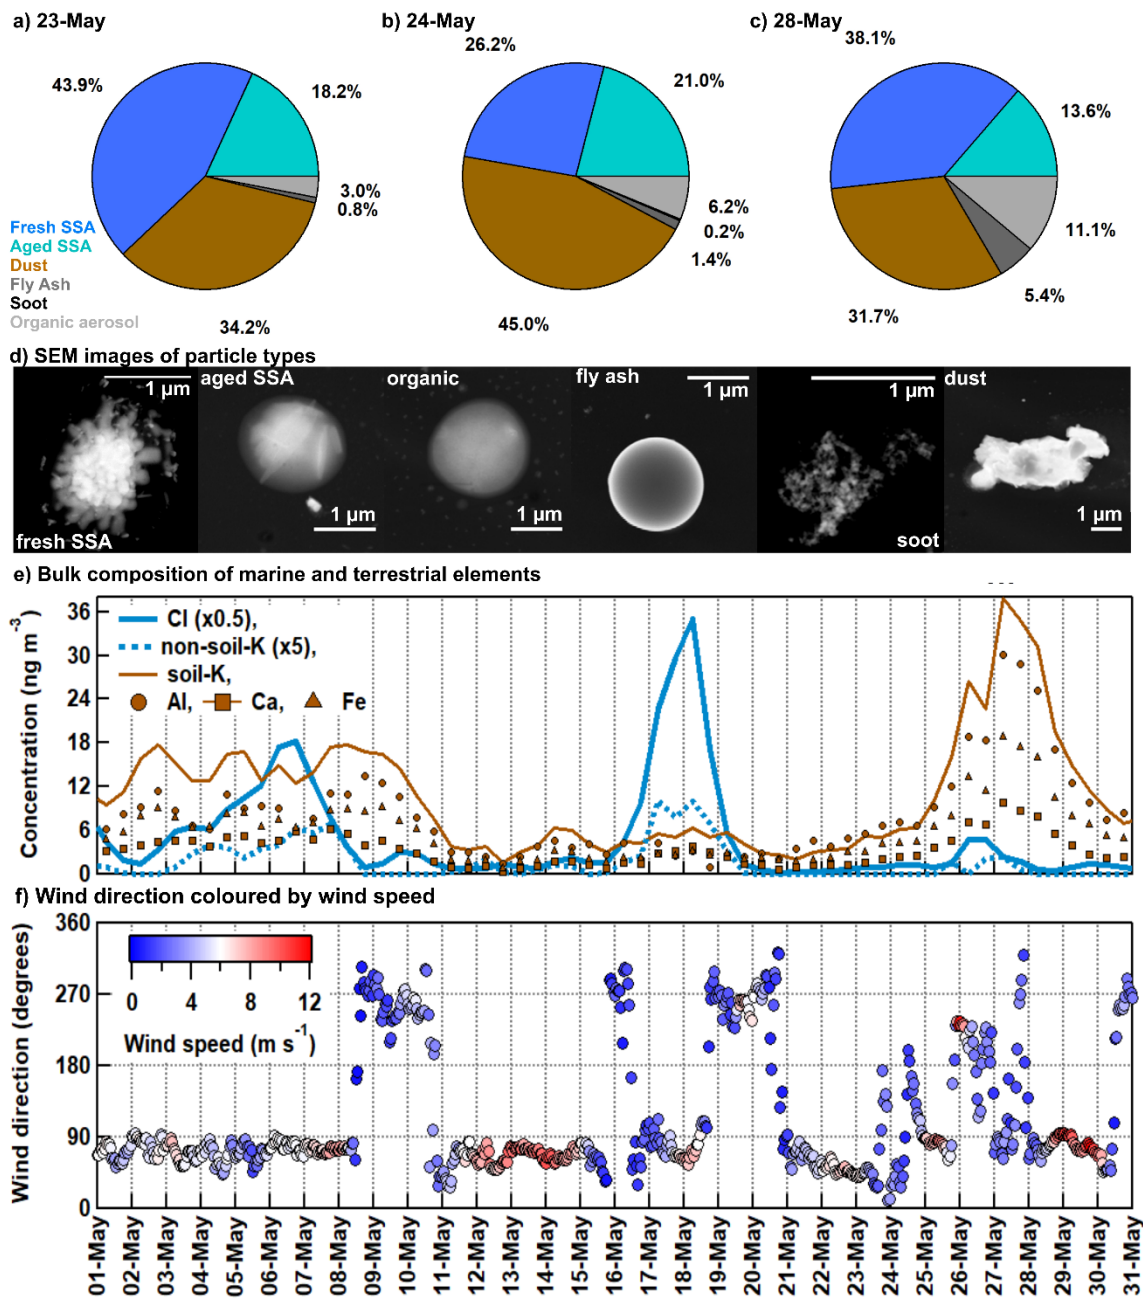 a) 23-May
b) 24-May
c) 28-May
43.9%
18.2%
3.0%
0.8%
34.2%
26.2%
21.0%
6.2%
0.2%
1.4%
45.0%
38.1%
13.6%
11.1%
5.4%
31.7%
Fresh SSA
Aged SSA
Dust
Fly Ash
Soot
Organic aerosol
d) SEM images of particle types
1 µm
fresh SSA
aged SSA
1 µm
organic
1 µm
fly ash
1 µm
1 µm
soot
dust
1 µm
e) Bulk composition of marine and terrestrial elements
Concentration (ng m-3)
36
30
24
18
12
6
0
Cl (x0.5),
non-soil-K (x5),
soil-K,
Al, Ca, Fe
f) Wind direction coloured by wind speed
Wind direction (degrees)
360
270
180
90
0
0 4 8 12
Wind speed (m s-1)
01-May
02-May
03-May
04-May
05-May
06-May
07-May
08-May
09-May
10-May
11-May
12-May
13-May
14-May
15-May
16-May
17-May
18-May
19-May
20-May
21-May
22-May
23-May
24-May
25-May
26-May
27-May
28-May
29-May
30-May
31-May